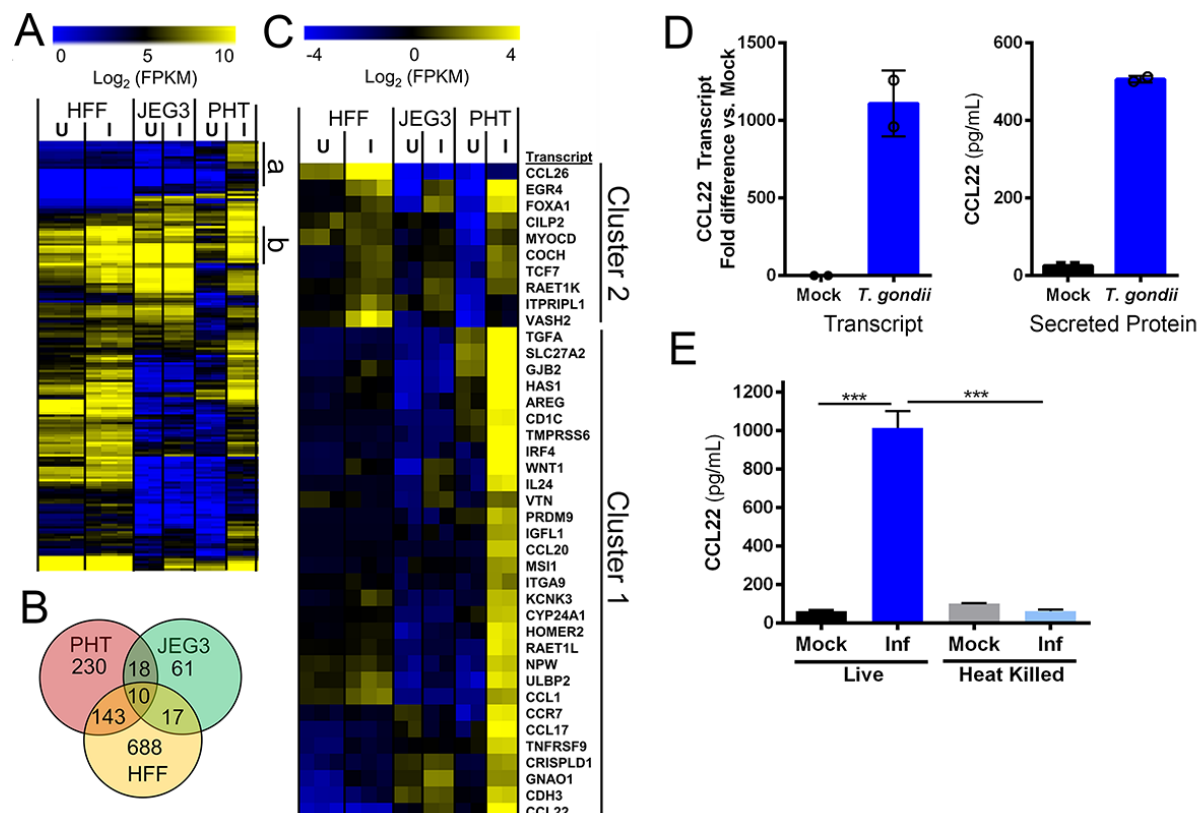 A
0
5
10
Log2 (FPKM)
HFF
JEG3
PHT
U
I
U
I
U
I
a
b
B
PHT
230
JEG3
61
18
10
143
17
688
HFF
C
-4
0
4
Log2 (FPKM)
HFF
JEG3
PHT
U
I
U
I
U
I
Transcript
CCL26
EGR4
FOXA1
CILP2
MYOCD
COCH
TCF7
RAET1K
ITPRIPL1
VASH2
TGFA
SLC27A2
GJB2
HAS1
AREG
CD1C
TMPRSS6
IRF4
WNT1
IL24
VTN
PRDM9
IGFL1
CCL20
MSI1
ITGA9
KCNK3
CYP24A1
HOMER2
RAET1L
NPW
ULBP2
CCL1
CCR7
CCL17
TNFRSF9
CRISPLD1
GNAO1
CDH3
CCL22
Cluster 2
Cluster 1
D
CCL22 Transcript
Fold difference vs. Mock
1500
1000
500
0
Mock
T. gondii
Transcript
CCL22 (pg/mL)
600
400
200
0
Mock
T. gondii
Secreted Protein
E
CCL22 (pg/mL)
1200
1000
800
600
400
200
0
***
***
Mock
Inf
Mock
Inf
Live
Heat Killed